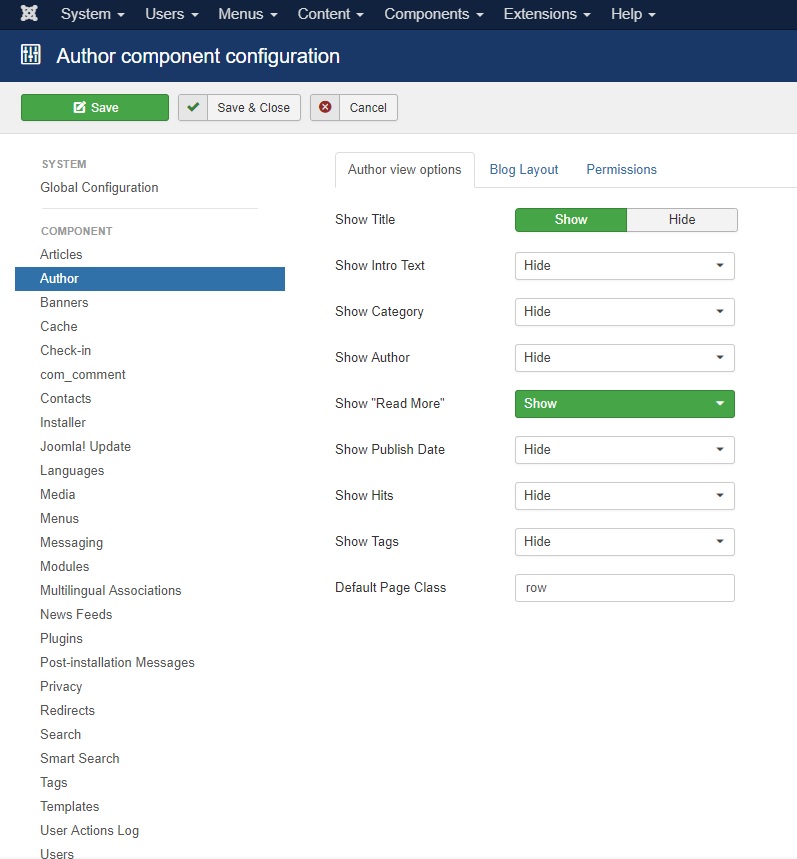 System Users Menus Content Components Extensions Help
Author component configuration
Save Save & Close Cancel
SYSTEM
Global Configuration
COMPONENT
Articles
Author
Banners
Cache
Check-in
com_comment
Contacts
Installer
Joomla! Update
Languages
Media
Menus
Messaging
Modules
Multilingual Associations
News Feeds
Plugins
Post-installation Messages
Privacy
Redirects
Search
Smart Search
Tags
Templates
User Actions Log
Users
Author view options Blog Layout Permissions
Show Title Show Hide
Show Intro Text Hide
Show Category Hide
Show Author Hide
Show "Read More" Show
Show Publish Date Hide
Show Hits Hide
Show Tags Hide
Default Page Class row